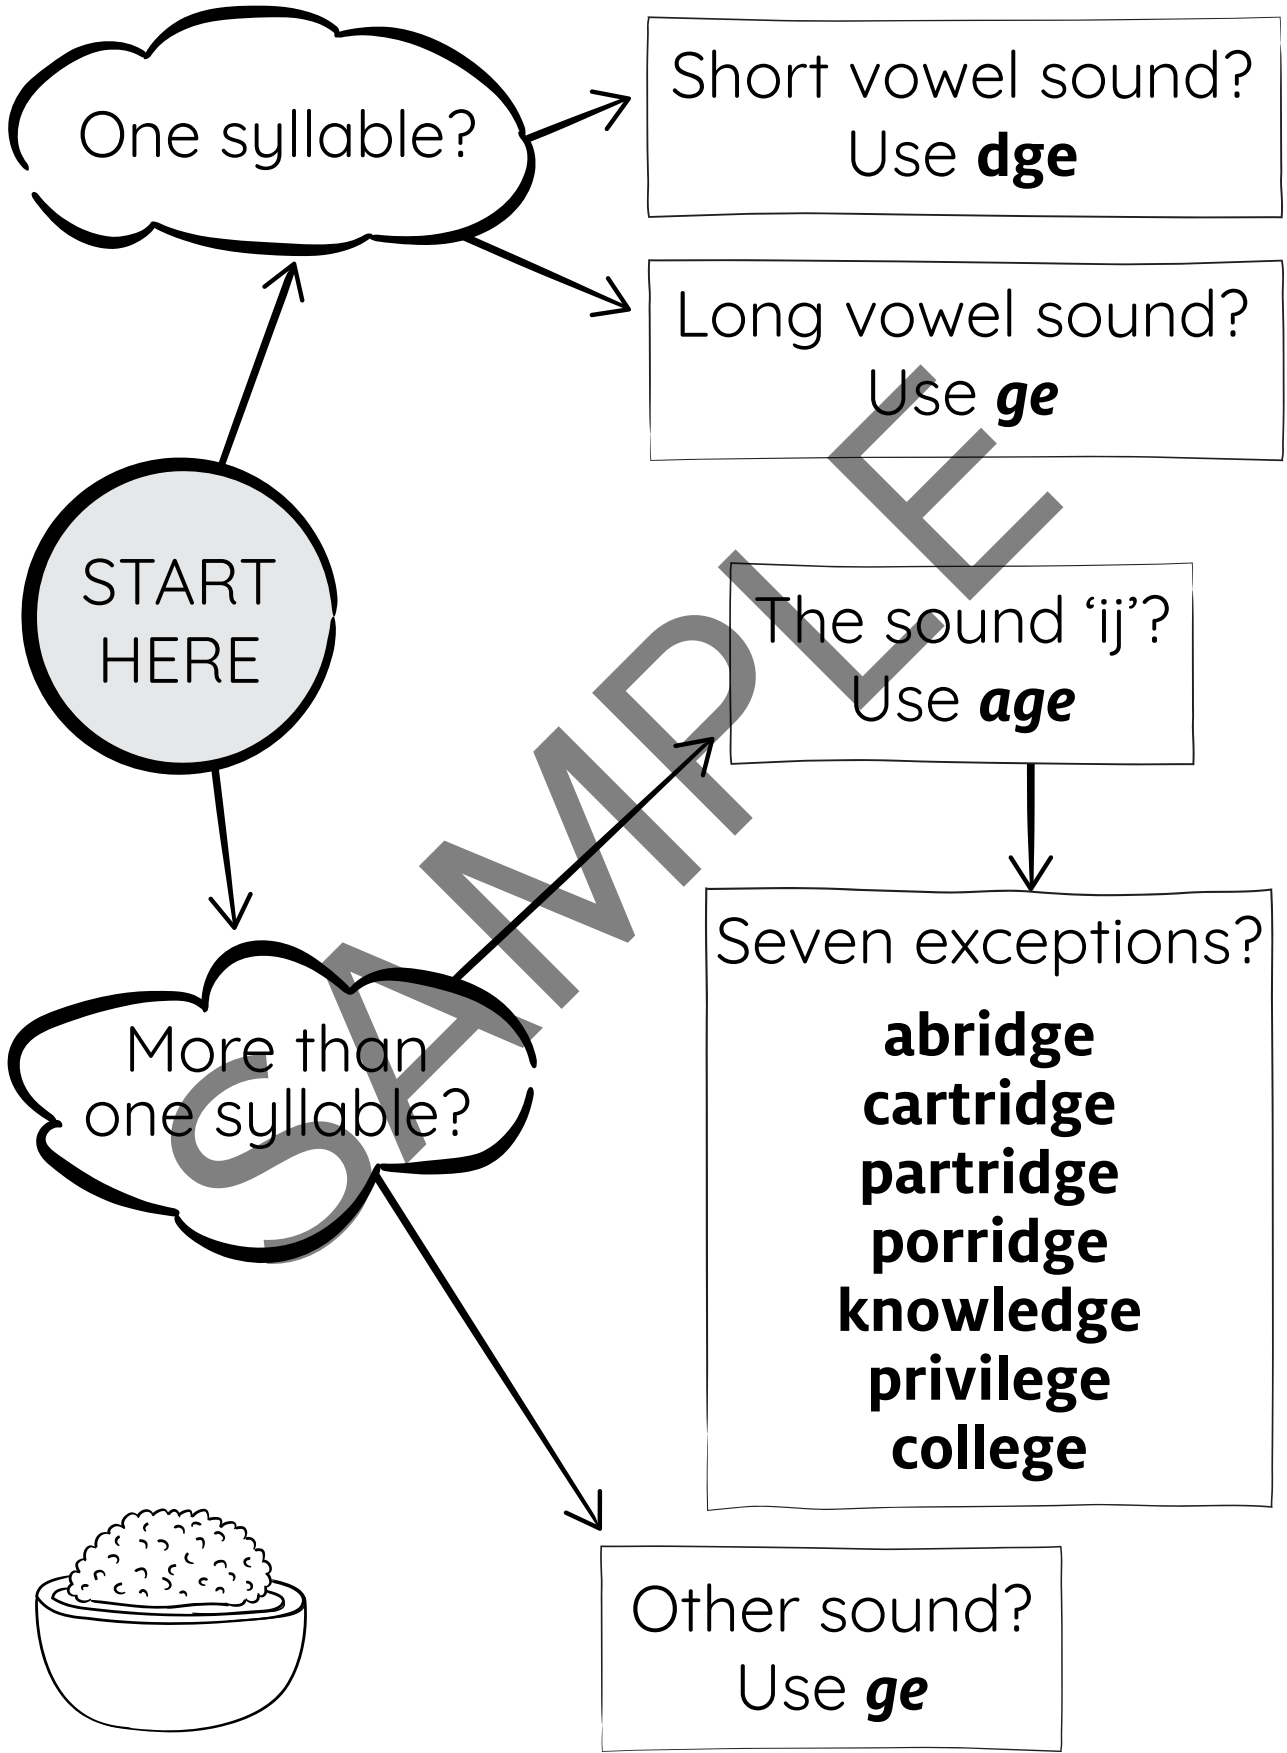 One syllable?
Short vowel sound?
Use dge
Long vowel sound?
Use ge
START
HERE
The sound ‘ij’?
Use age
More than
one syllable?
Seven exceptions?
abridge
cartridge
partridge
porridge
knowledge
privilege
college
Other sound?
Use ge
SAMPLE